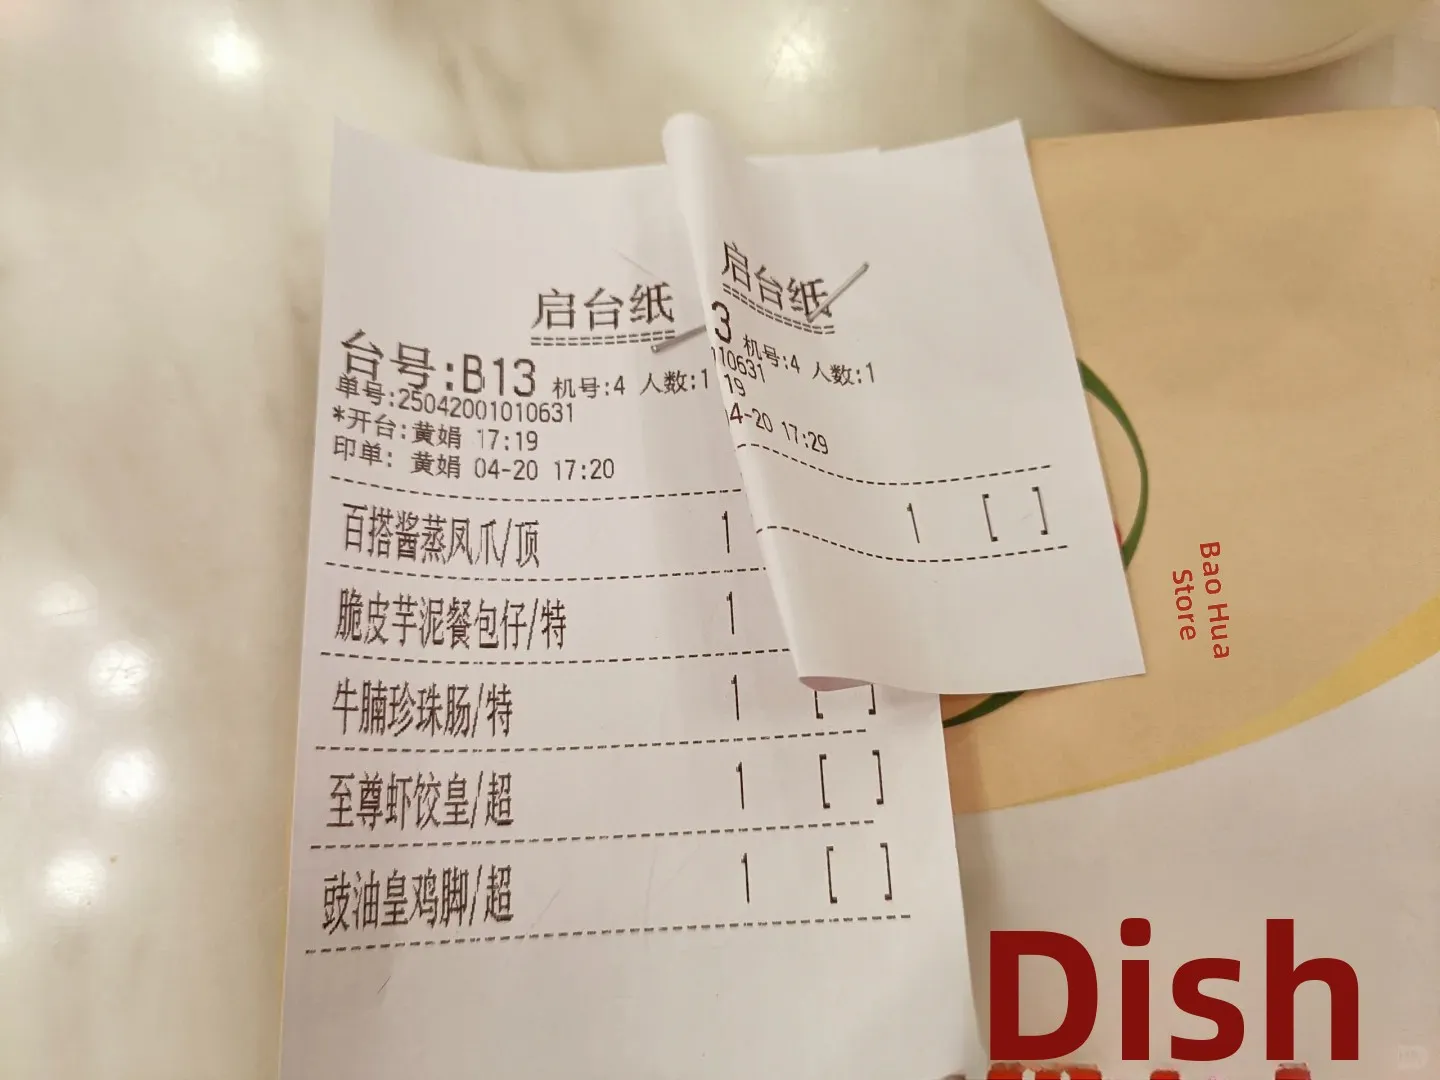 启台纸
台号:B13 机号:4 人数:1
单号:25042001010631
*开台:黄娟 17:19
印单: 黄娟 04-20 17:20
百搭酱蒸凤爪/顶 1
脆皮芋泥餐包仔/特 1
牛腩珍珠肠/特 1 [ ]
至尊虾饺皇/超 1 [ ]
豉油皇鸡脚/超 1 [ ]
启台纸
3 机号:4 人数:1
110631
19
04-20 17:29
1 [ ]
Bao Hua
Store
Dish